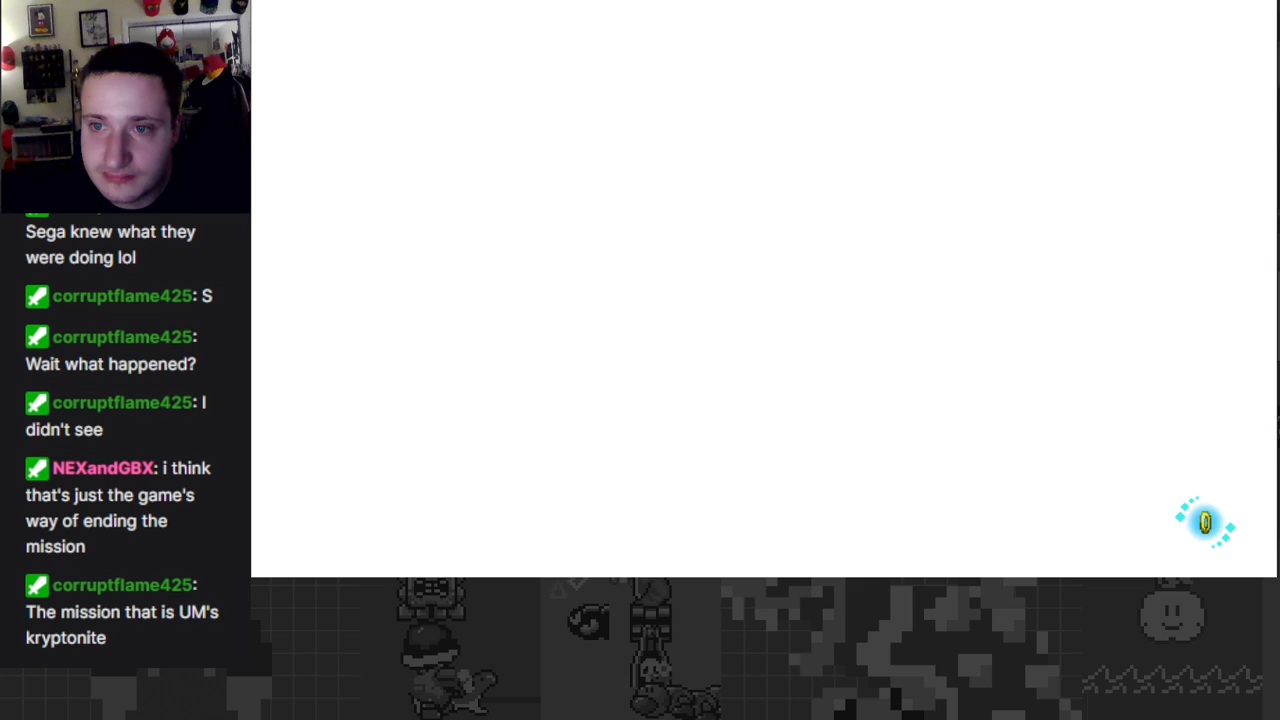 Sega knew what they
were doing lol
corruptflame425: S
corruptflame425:
Wait what happened?
corruptflame425: I
didn't see
NEXandGBX: i think
that's just the game's
way of ending the
mission
corruptflame425:
The mission that is UM's
kryptonite